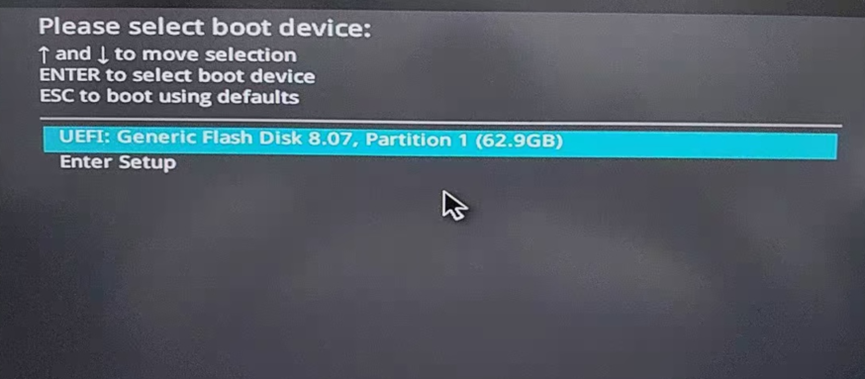 Please select boot device:
↑ and ↓ to move selection
ENTER to select boot device
ESC to boot using defaults
UEFI: Generic Flash Disk 8.07, Partition 1 (62.9GB)
Enter Setup